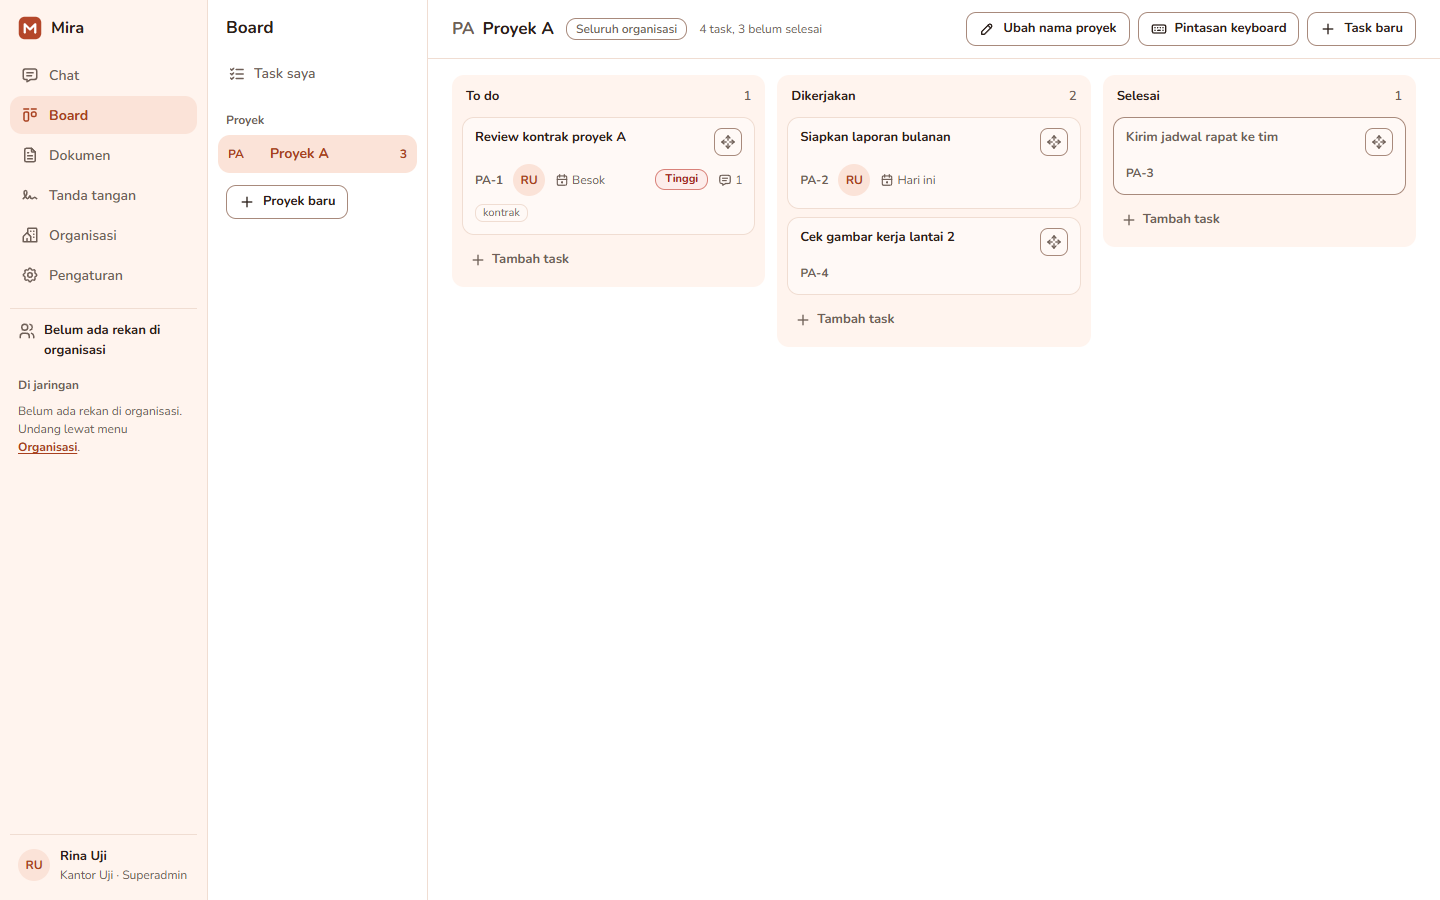 Mira
Chat
Board
Dokumen
Tanda tangan
Organisasi
Pengaturan
Belum ada rekan di
organisasi
Di jaringan
Belum ada rekan di organisasi.
Undang lewat menu
Organisasi.
RU
Rina Uji
Kantor Uji · Superadmin
Board
Task saya
Proyek
PA Proyek A 3
Proyek baru
PA Proyek A Seluruh organisasi 4 task, 3 belum selesai
Ubah nama proyek
Pintasan keyboard
Task baru
To do 1
Review kontrak proyek A
PA-1 RU Besok Tinggi 1
kontrak
Tambah task
Dikerjakan 2
Siapkan laporan bulanan
PA-2 RU Hari ini
Cek gambar kerja lantai 2
PA-4
Tambah task
Selesai 1
Kirim jadwal rapat ke tim
PA-3
Tambah task